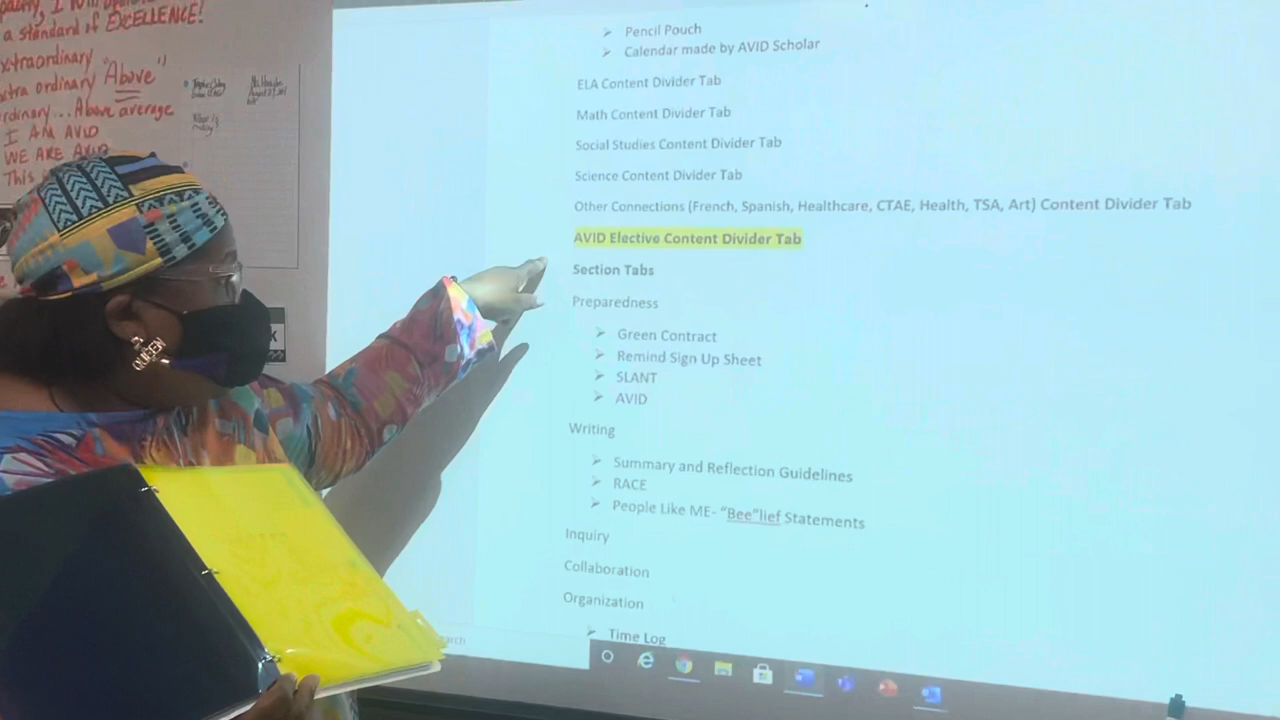 a standard of EXCELLENCE!
extra ordinary "Above"
Above average
I AM AVID
WE ARE AVID
This
QUEEN
Pencil Pouch
Calendar made by AVID Scholar
ELA Content Divider Tab
Math Content Divider Tab
Social Studies Content Divider Tab
Science Content Divider Tab
Other Connections (French, Spanish, Healthcare, CTAE, Health, TSA, Art) Content Divider Tab
AVID Elective Content Divider Tab
Section Tabs
Preparedness
Green Contract
Remind Sign Up Sheet
SLANT
AVID
Writing
Summary and Reflection Guidelines
RACE
People Like ME- "Bee"lief Statements
Inquiry
Collaboration
Organization
Time Log